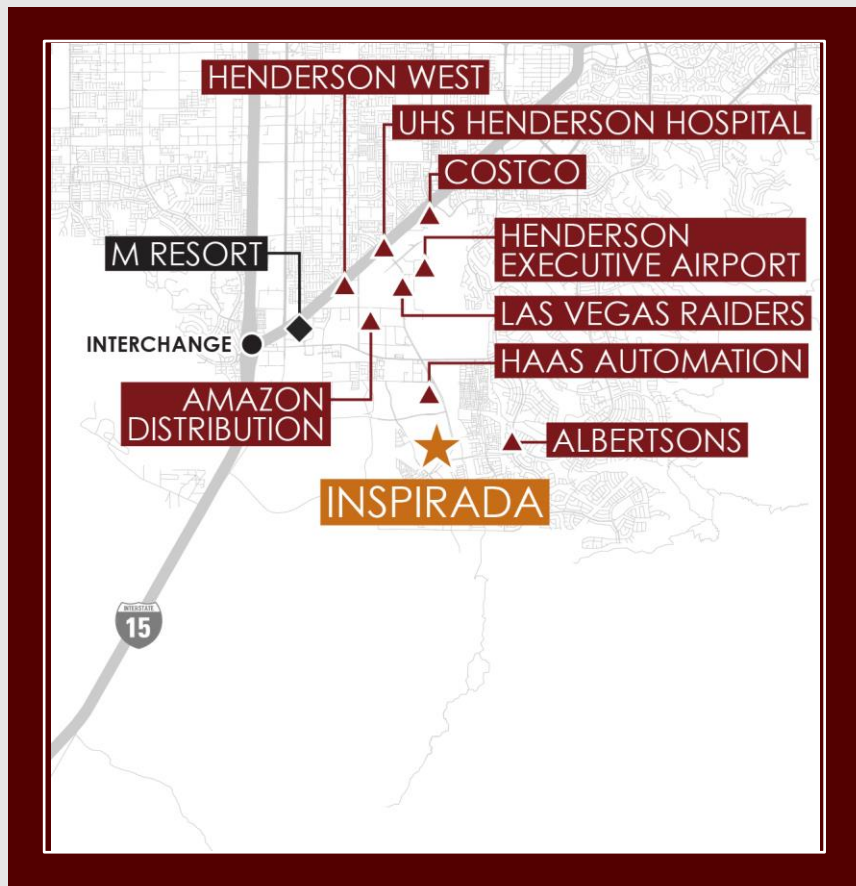 HENDERSON WEST
UHS HENDERSON HOSPITAL
COSTCO
M RESORT
HENDERSON
EXECUTIVE AIRPORT
LAS VEGAS RAIDERS
INTERCHANGE
HAAS AUTOMATION
AMAZON
DISTRIBUTION
ALBERTSONS
INSPIRADA
INTERSTATE
15